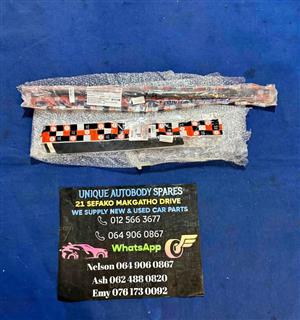 UNIQUE AUTOBODY SPARES
21 SEFAKO MAKGATHO DRIVE
WE SUPPLY NEW & USED CAR PARTS
012 566 3677
064 906 0867
WhatsApp
Nelson 064 906 0867
Ash 062 488 0820
Emy 076 173 0092